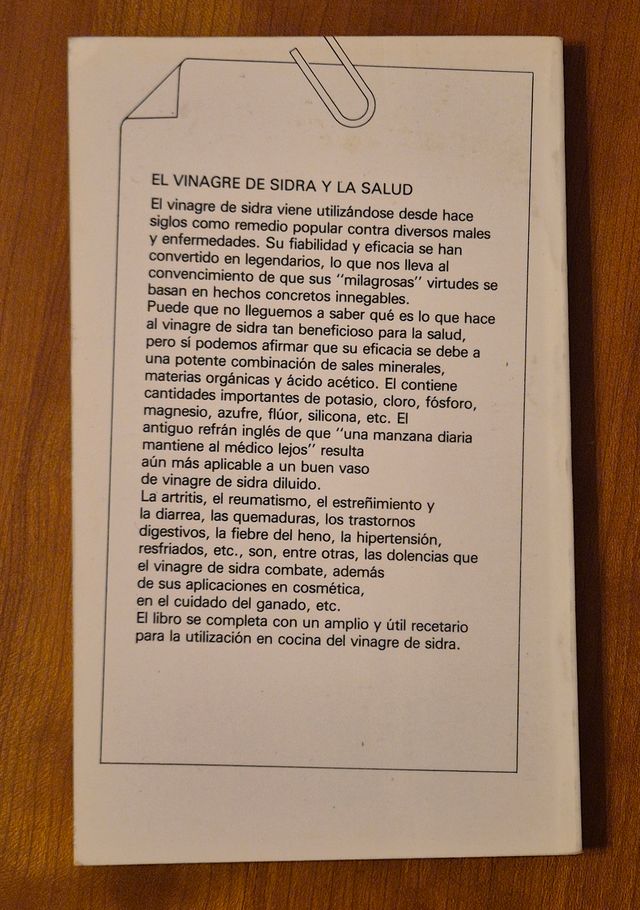 EL VINAGRE DE SIDRA Y LA SALUD
El vinagre de sidra viene utilizándose desde hace
siglos como remedio popular contra diversos males
y enfermedades. Su fiabilidad y eficacia se han
convertido en legendarios, lo que nos lleva al
convencimiento de que sus "milagrosas" virtudes se
basan en hechos concretos innegables.
Puede que no lleguemos a saber qué es lo que hace
al vinagre de sidra tan beneficioso para la salud,
pero sí podemos afirmar que su eficacia se debe a
una potente combinación de sales minerales,
materias orgánicas y ácido acético. El contiene
cantidades importantes de potasio, cloro, fósforo,
magnesio, azufre, flúor, silicona, etc. El
antiguo refrán inglés de que "una manzana diaria
mantiene al médico lejos" resulta
aún más aplicable a un buen vaso
de vinagre de sidra diluido.
La artritis, el reumatismo, el estreñimiento y
la diarrea, las quemaduras, los trastornos
digestivos, la fiebre del heno, la hipertensión,
resfriados, etc., son, entre otras, las dolencias que
el vinagre de sidra combate, además
de sus aplicaciones en cosmética,
en el cuidado del ganado, etc.
El libro se completa con un amplio y útil recetario
para la utilización en cocina del vinagre de sidra.